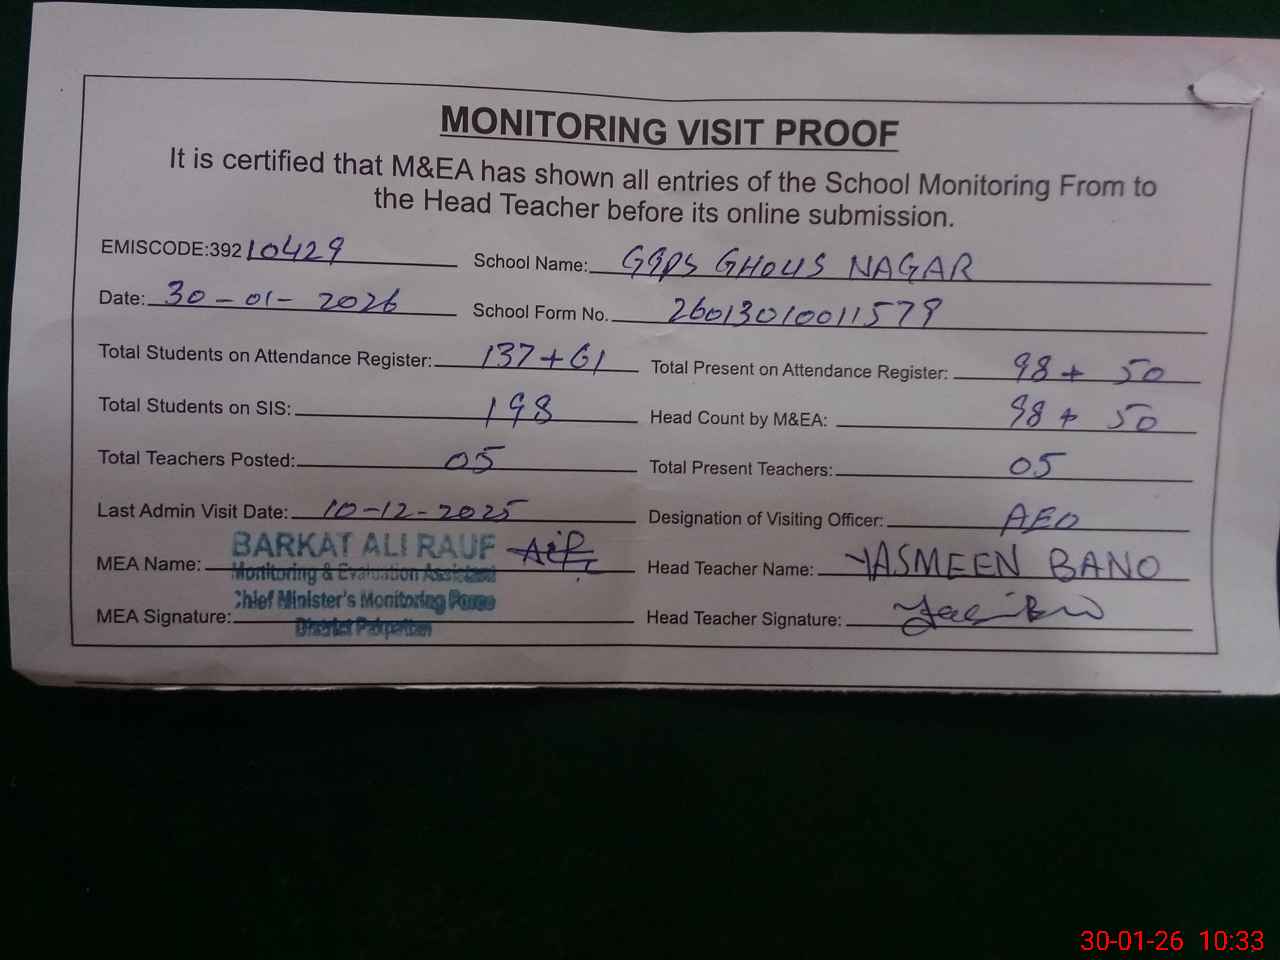 MONITORING VISIT PROOF
It is certified that M&EA has shown all entries of the School Monitoring From to
the Head Teacher before its online submission.
EMISCODE:39210429 School Name: GGPS GHOUS NAGAR
Date: 30-01-2026 School Form No. 26013010011579
Total Students on Attendance Register: 137+61 Total Present on Attendance Register: 98+50
Total Students on SIS: 198 Head Count by M&EA: 98+50
Total Teachers Posted: 05 Total Present Teachers: 05
Last Admin Visit Date: 10-12-2025 Designation of Visiting Officer: AEO
MEA Name: BARKAT ALI RAUF Head Teacher Name: YASMEEN BANO
Monitoring & Evaluation Assistant
Chief Minister's Monitoring Force
MEA Signature: District Pakpattan Head Teacher Signature:
30-01-26 10:33